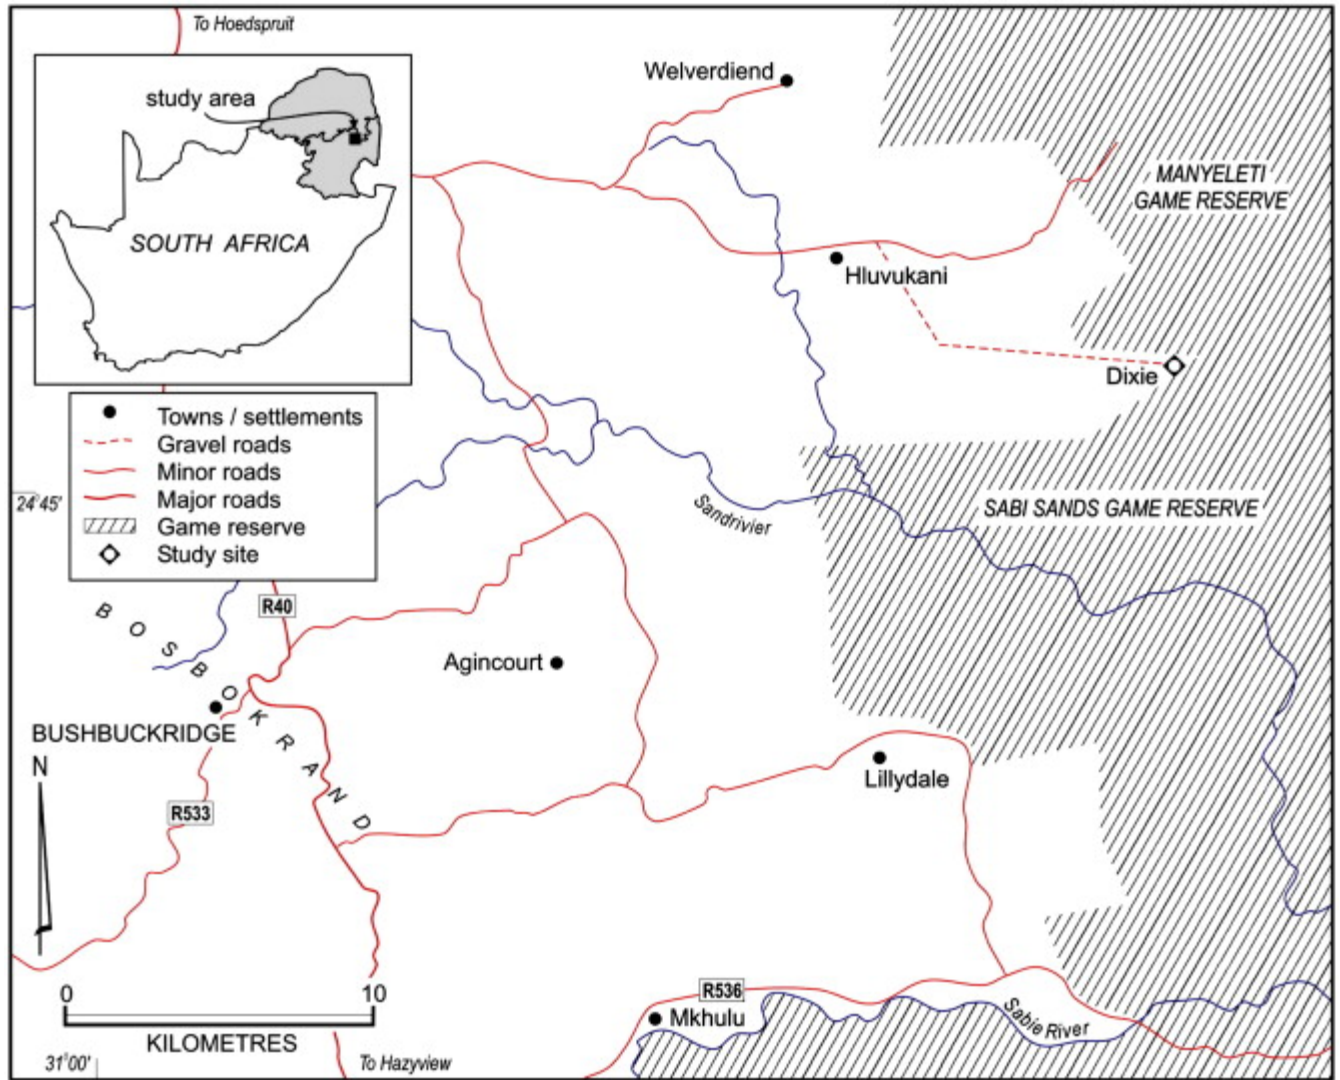 To Hoedspruit
Welverdiend
study area
MANYELETI
GAME RESERVE
SOUTH AFRICA
Hluvukani
Dixie
Towns / settlements
Gravel roads
Minor roads
Major roads
Game reserve
Study site
24°45'
Sandrivier
SABI SANDS GAME RESERVE
R40
BOSBOKRAND
Agincourt
BUSHBUCKRIDGE
N
Lillydale
R533
R536
Mkhulu
Sabie River
0 10
KILOMETRES
31°00'
To Hazyview